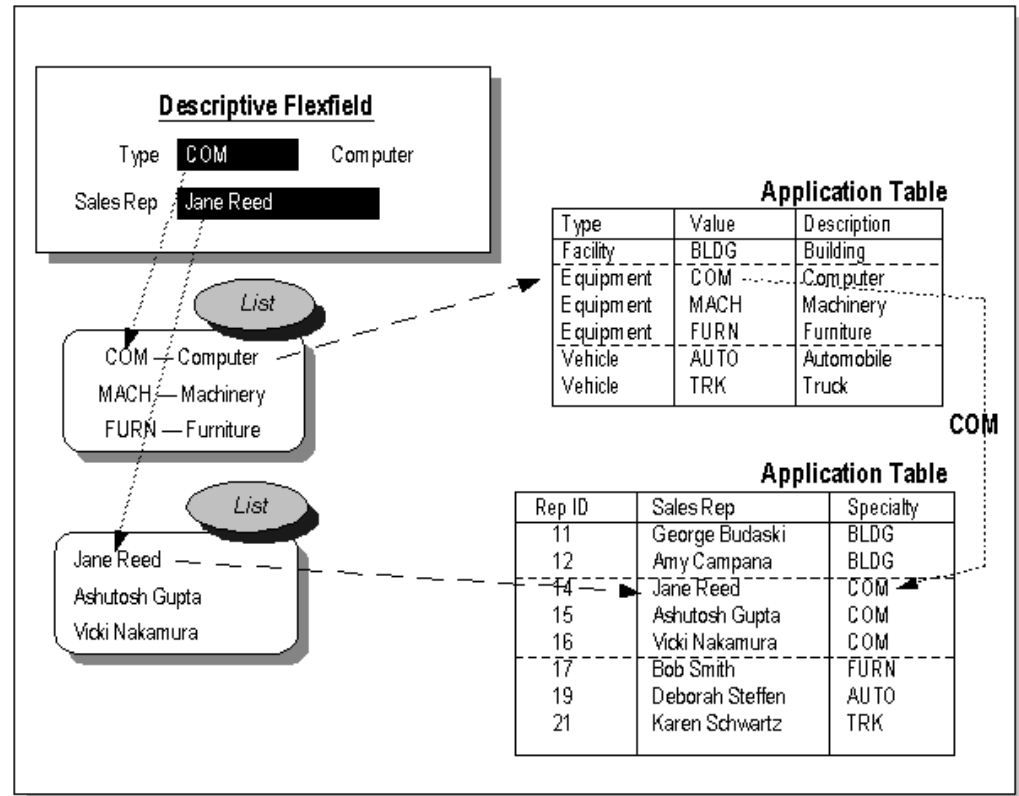 Descriptive Flexfield
Type COM Computer
Sales Rep Jane Reed
List
COM — Computer
MACH — Machinery
FURN — Furniture
List
Jane Reed
Ashutosh Gupta
Vicki Nakamura
Application Table
Type Value Description
Facility BLDG Building
Equipment COM Computer
Equipment MACH Machinery
Equipment FURN Furniture
Vehicle AUTO Automobile
Vehicle TRK Truck
COM
Application Table
Rep ID Sales Rep Specialty
11 George Budaski BLDG
12 Amy Campana BLDG
14 Jane Reed COM
15 Ashutosh Gupta COM
16 Vicki Nakamura COM
17 Bob Smith FURN
19 Deborah Steffen AUTO
21 Karen Schwartz TRK